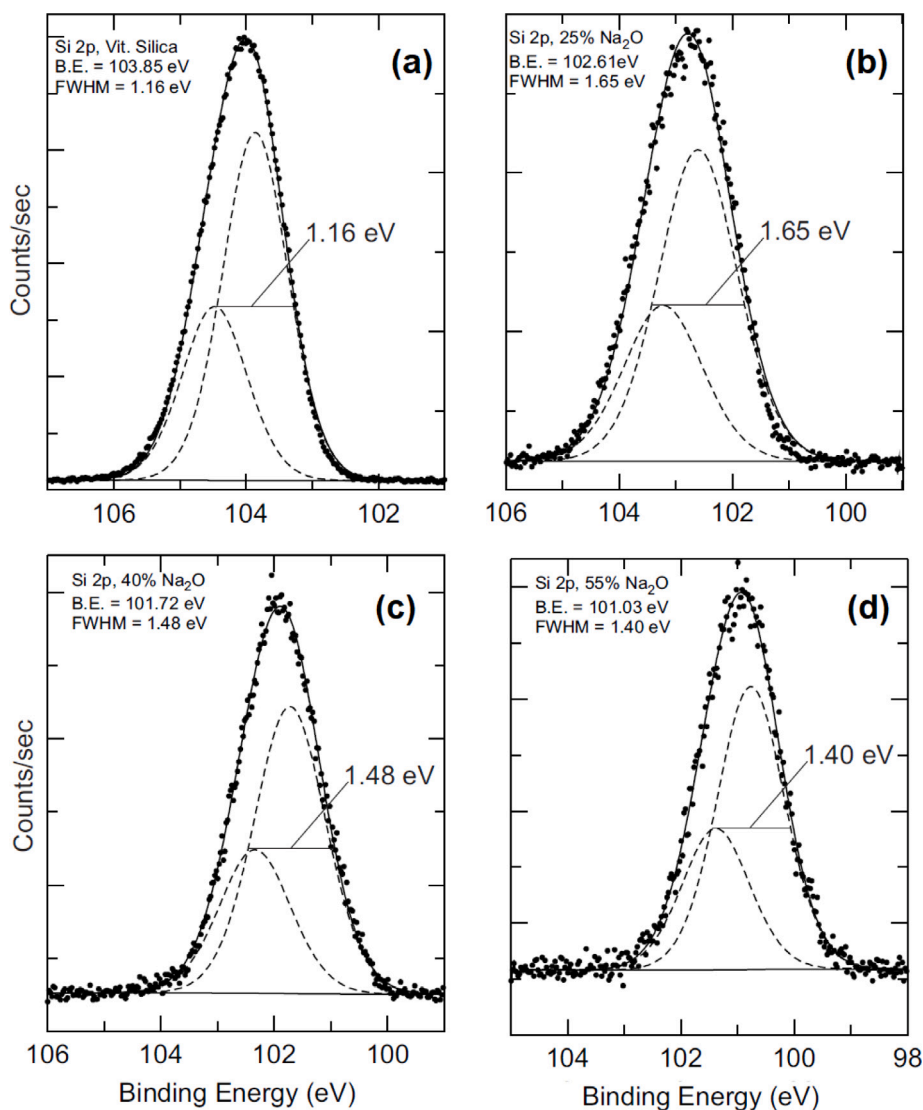 Si 2p, Vit. Silica
B.E. = 103.85 eV
FWHM = 1.16 eV
(a)
1.16 eV
Counts/sec
106 104 102
Si 2p, 25% Na₂O
B.E. = 102.61eV
FWHM = 1.65 eV
(b)
1.65 eV
106 104 102 100
Si 2p, 40% Na₂O
B.E. = 101.72 eV
FWHM = 1.48 eV
(c)
1.48 eV
Counts/sec
106 104 102 100
Binding Energy (eV)
Si 2p, 55% Na₂O
B.E. = 101.03 eV
FWHM = 1.40 eV
(d)
1.40 eV
104 102 100 98
Binding Energy (eV)